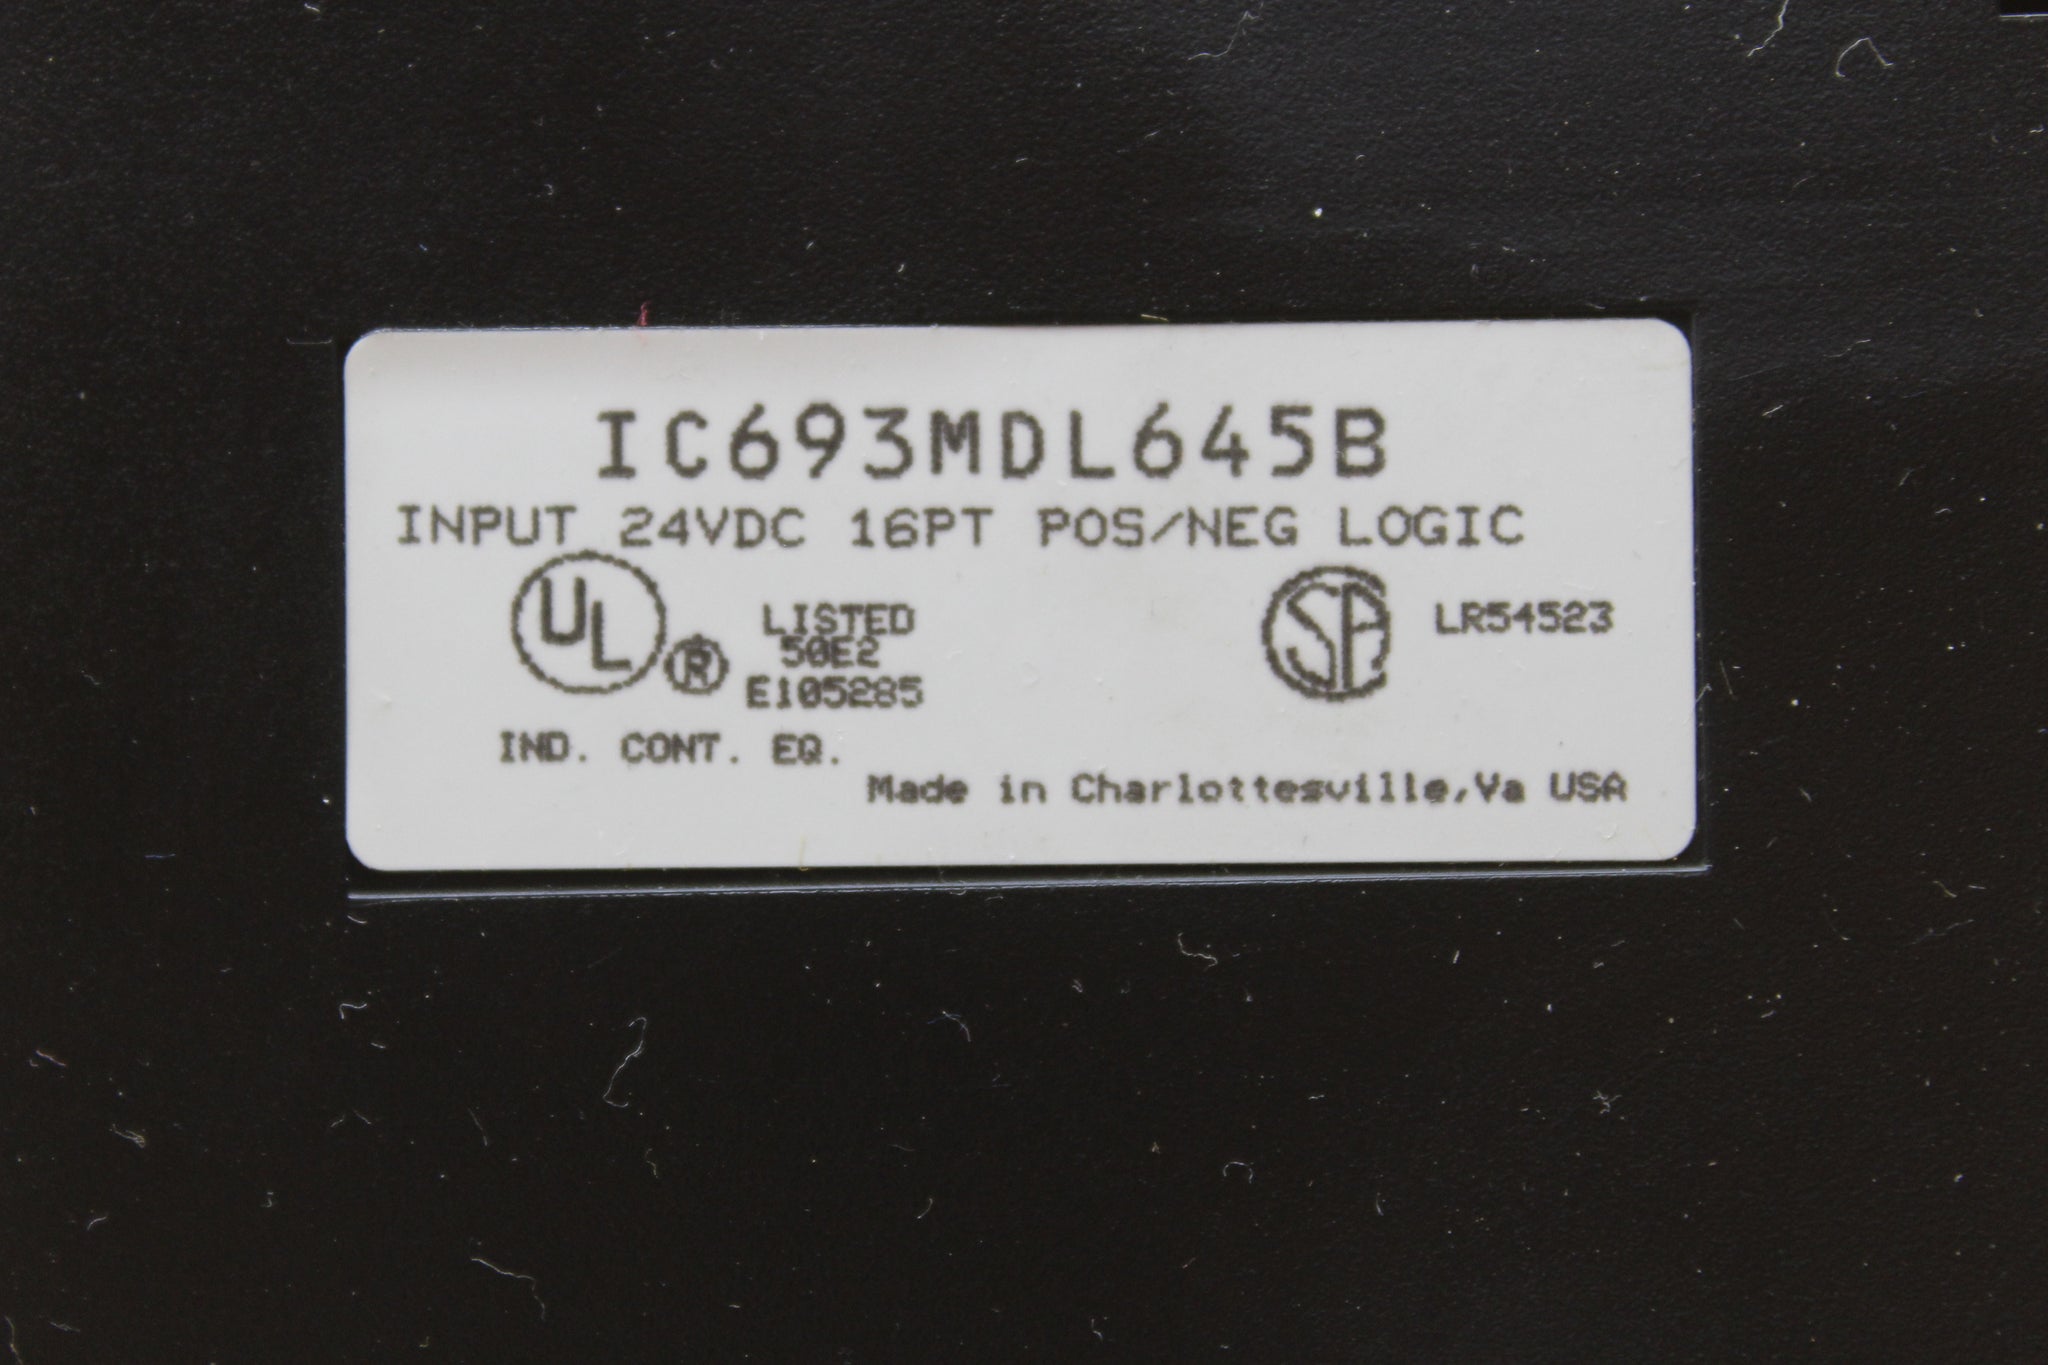 IC693MDL645B
INPUT 24VDC 16PT POS/NEG LOGIC
UL ® LISTED
50E2
E105285
SA LR54523
IND. CONT. EQ.
Made in Charlottesville,Va USA